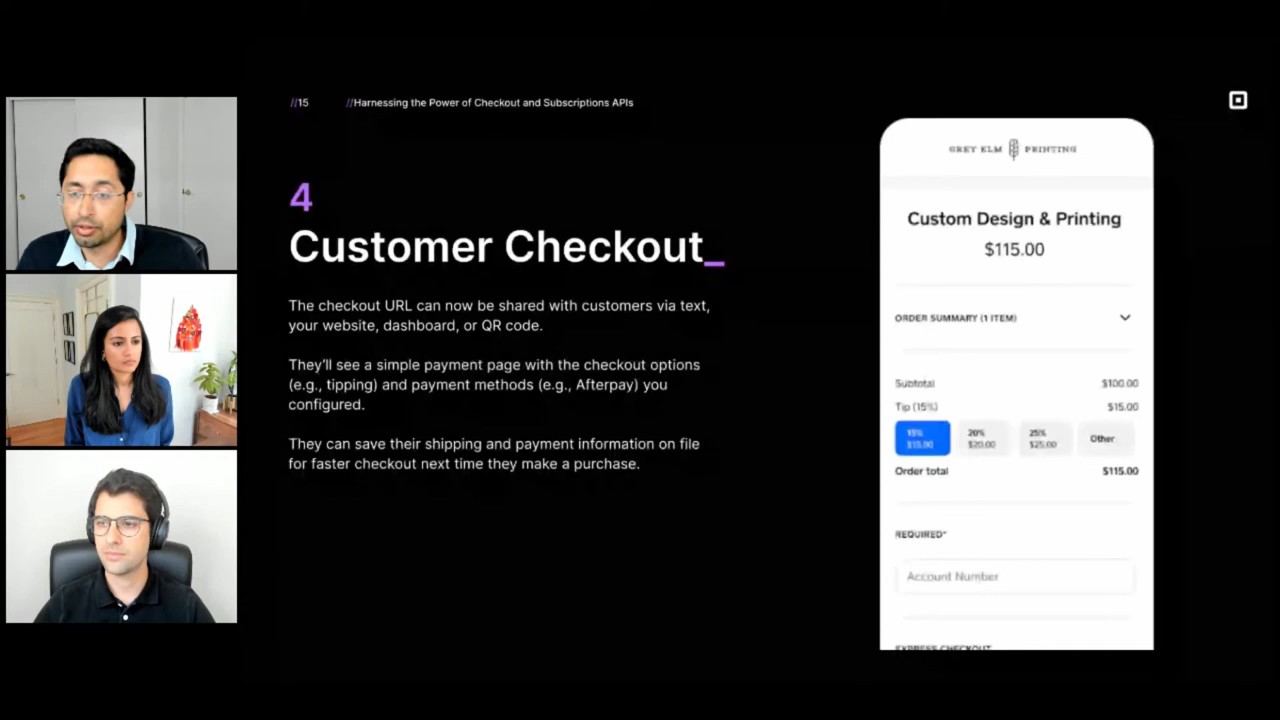 //15
//Harnessing the Power of Checkout and Subscriptions APIs
4
Customer Checkout_
The checkout URL can now be shared with customers via text,
your website, dashboard, or QR code.
They'll see a simple payment page with the checkout options
(e.g., tipping) and payment methods (e.g., Afterpay) you
configured.
They can save their shipping and payment information on file
for faster checkout next time they make a purchase.
GREY ELM PRINTING
Custom Design & Printing
$115.00
ORDER SUMMARY (1 ITEM)
Subtotal $100.00
Tip (15%) $15.00
15% 20% 25% Other
$15.00 $20.00 $25.00
Order total $115.00
REQUIRED*
Account Number
EXPRESS CHECKOUT